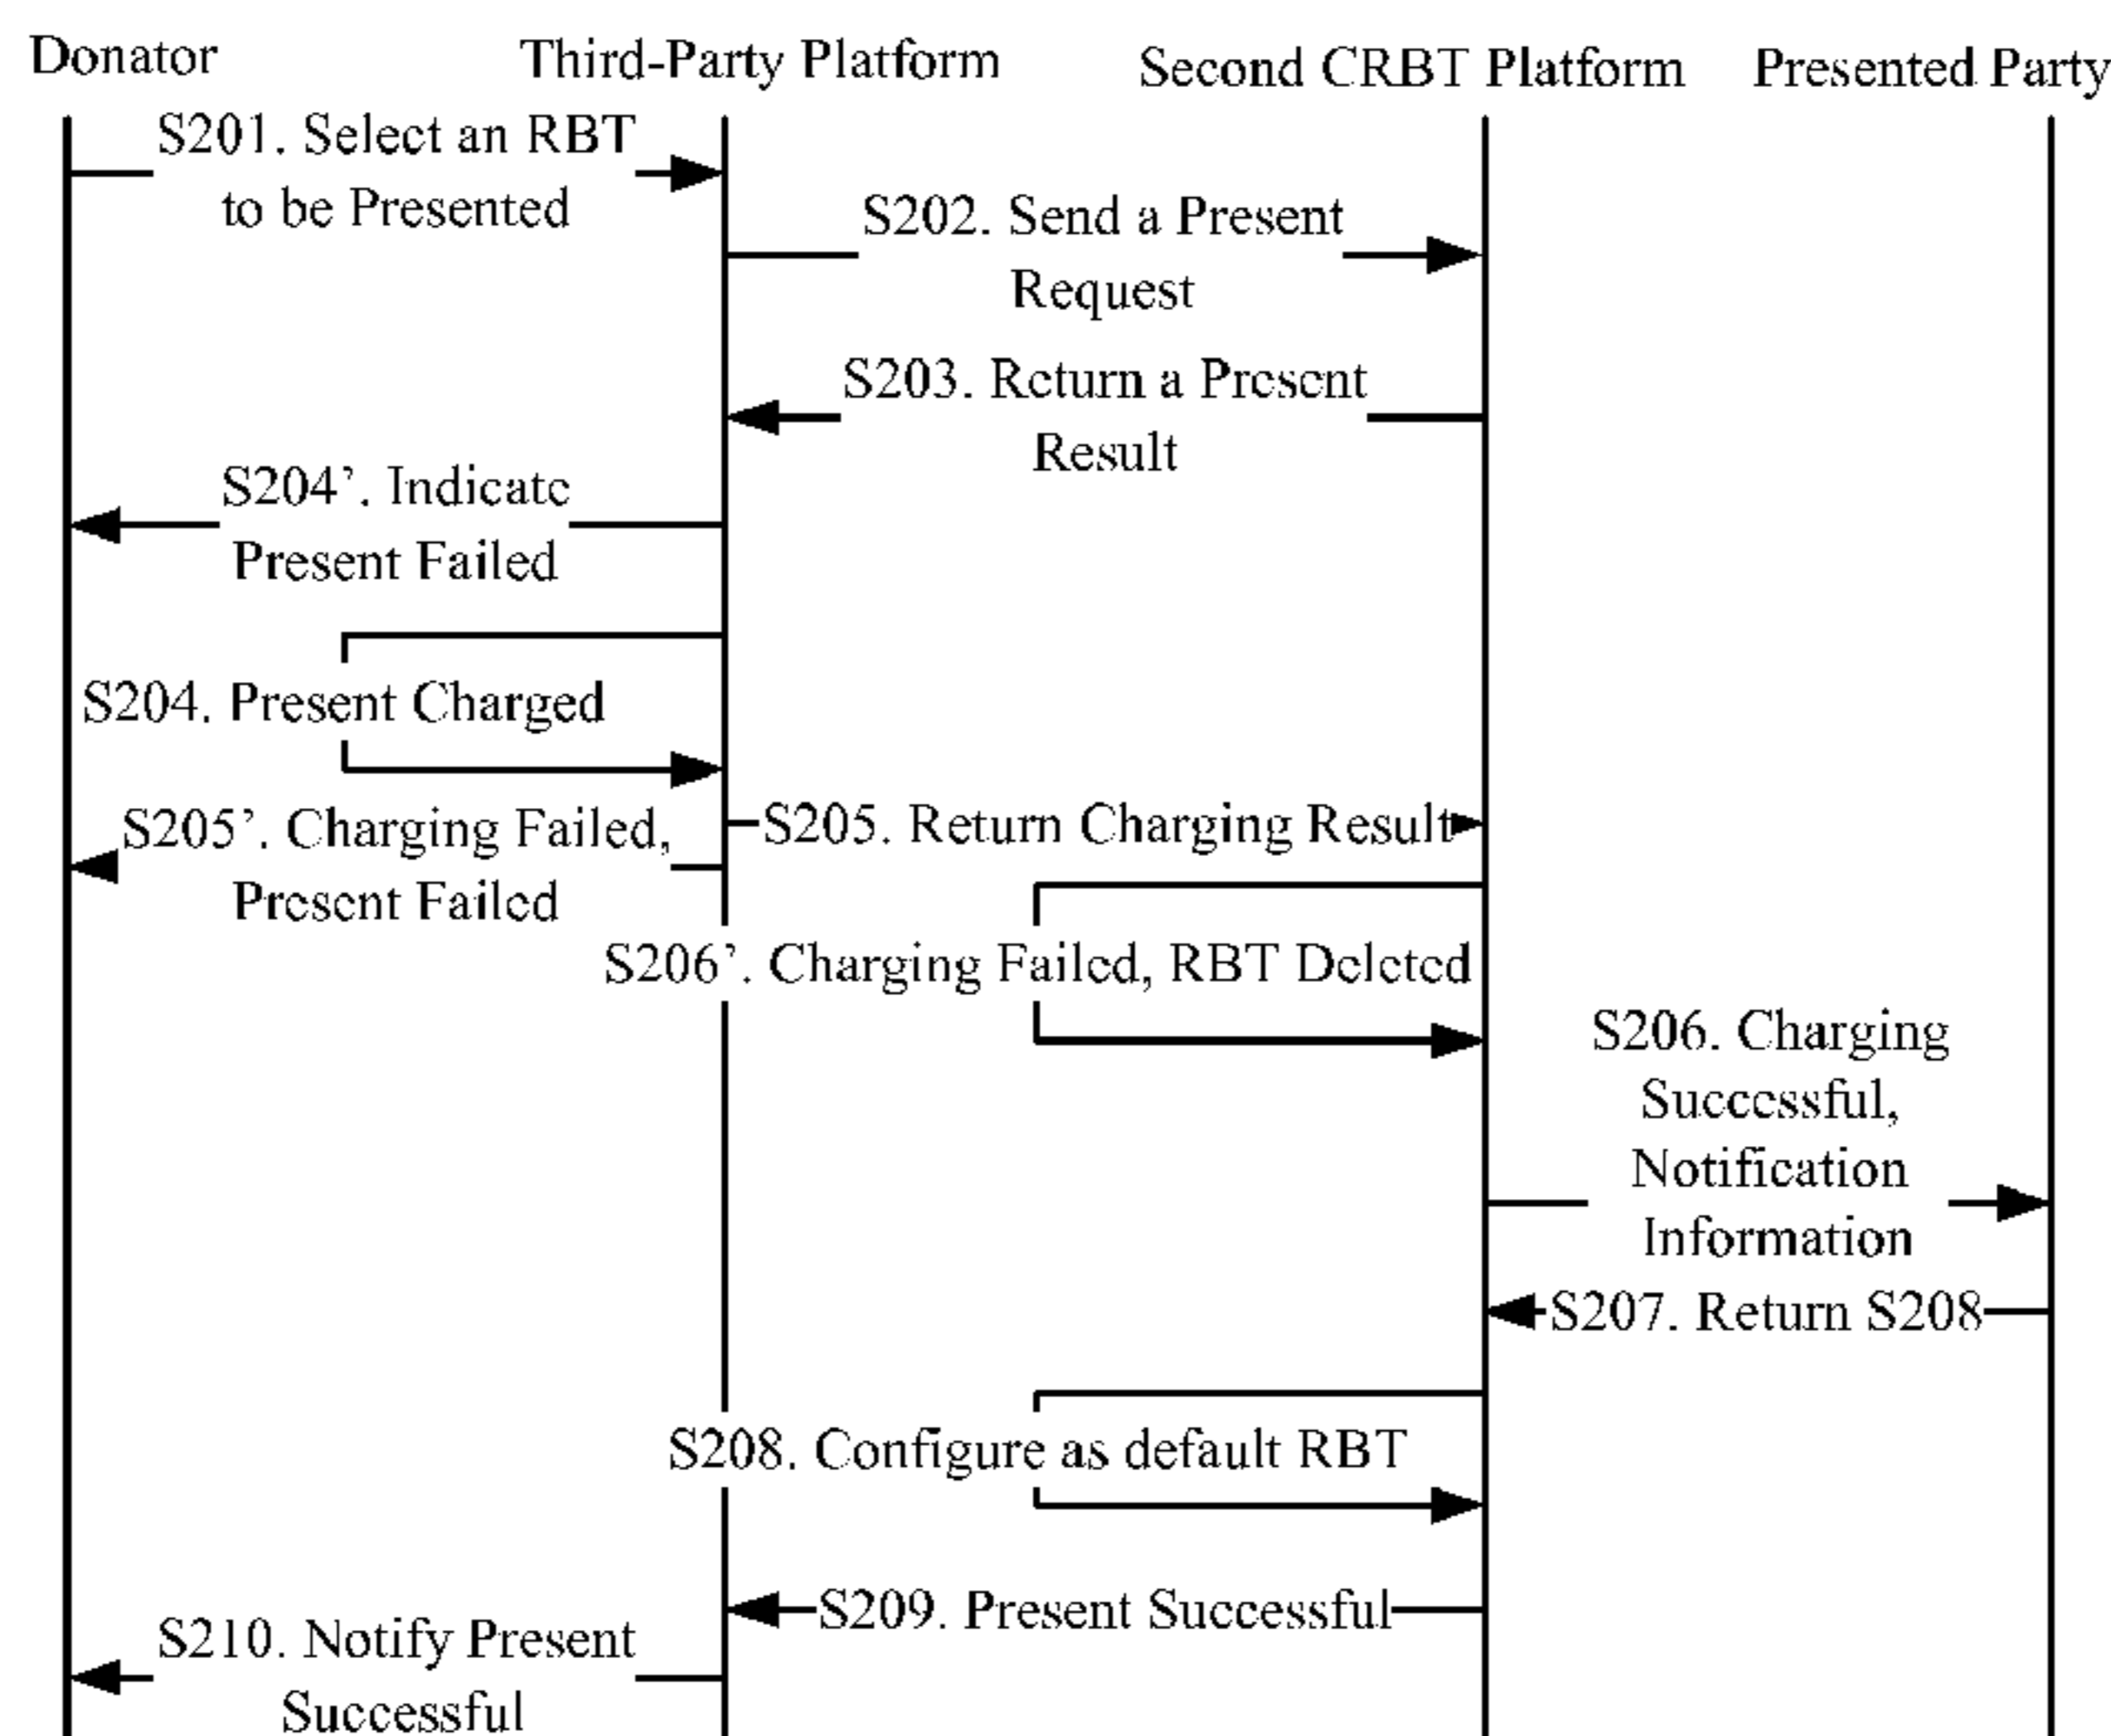 Donator
Third-Party Platform
Second CRBT Platform
Presented Party
S201. Select an RBT
to be Presented
S202. Send a Present
Request
S203. Return a Present
Result
S204’. Indicate
Present Failed
S204. Present Charged
S205’. Charging Failed,
Present Failed
S205. Return Charging Result
S206’. Charging Failed, RBT Deleted
S206. Charging
Successful,
Notification
Information
S207. Return S208
S208. Configure as default RBT
S209. Present Successful
S210. Notify Present
Successful